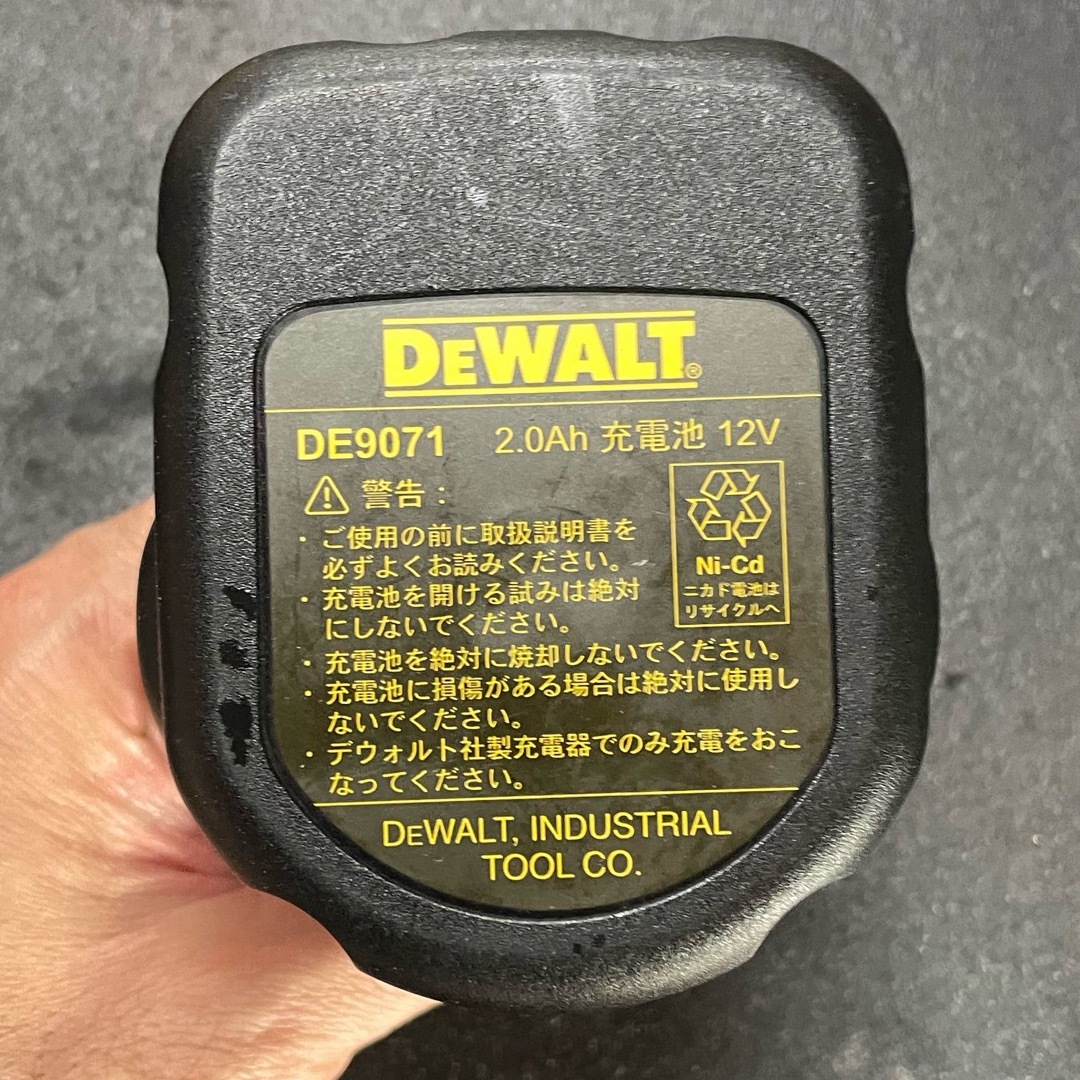 DEWALT®
DE9071 2.0Ah 充電池 12V
⚠ 警告：
・ご使用の前に取扱説明書を
必ずよくお読みください。
・充電池を開ける試みは絶対
にしないでください。
・充電池を絶対に焼却しないでください。
・充電池に損傷がある場合は絶対に使用し
ないでください。
・デウォルト社製充電器でのみ充電をおこ
なってください。
Ni-Cd
ニカド電池は
リサイクルへ
DEWALT, INDUSTRIAL
TOOL CO.